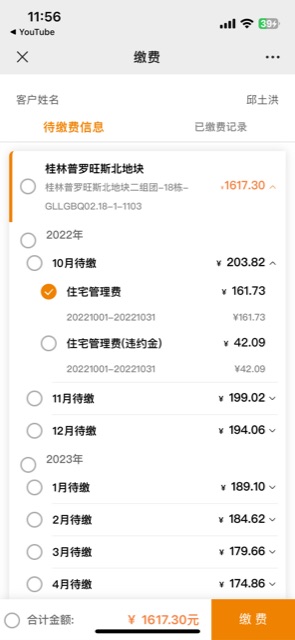 11:56
39+
◀ YouTube
缴费
客户姓名 邱土洪
待缴费信息 已缴费记录
桂林普罗旺斯北地块
桂林普罗旺斯北地块二组团-18栋-
GLLGBQ02.18-1-1103
¥1617.30
2022年
10月待缴 ¥ 203.82
住宅管理费 ¥ 161.73
20221001-20221031 ¥161.73
住宅管理费(违约金) ¥ 42.09
20221001-20221031 ¥42.09
11月待缴 ¥ 199.02
12月待缴 ¥ 194.06
2023年
1月待缴 ¥ 189.10
2月待缴 ¥ 184.62
3月待缴 ¥ 179.66
4月待缴 ¥ 174.86
合计金额: ¥ 1617.30元 缴 费